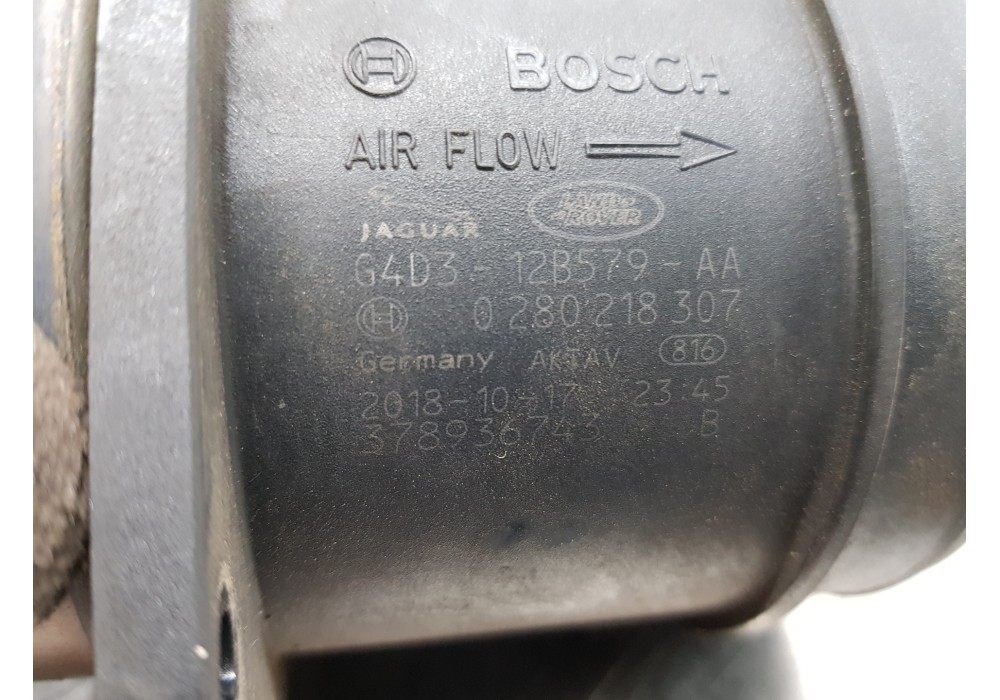 BOSCH
AIR FLOW
JAGUAR LAND ROVER
G4D3-12B579-AA
0 280 218 307
Germany AKTAV 816
2018-10-17 23:45
378936743 B